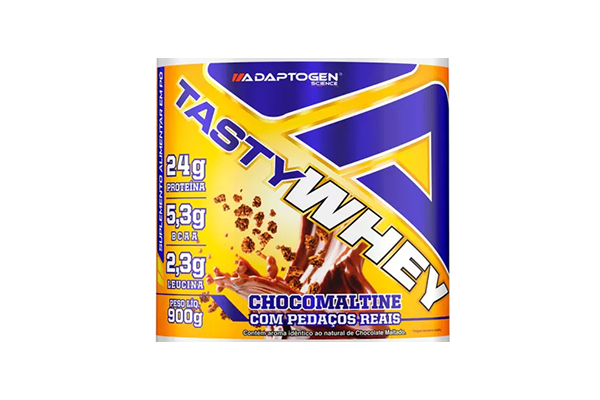 ADAPTOGEN®
SCIENCE
TASTY WHEY
SUPLEMENTO ALIMENTAR EM PÓ
24g
PROTEÍNA
5,3g
BCAA
2,3g
LEUCINA
PESO LÍQ.
900g
CHOCOMALTINE
COM PEDAÇOS REAIS
Contém aroma idêntico ao natural de Chocolate Maltado.